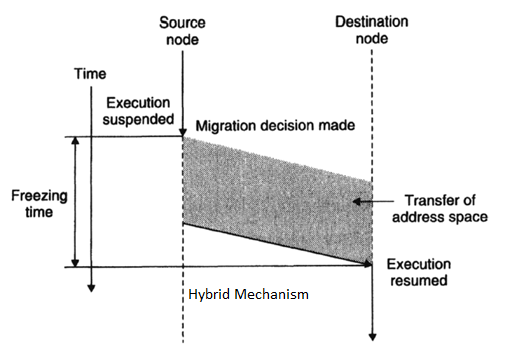 Source
node
Destination
node
Time
Execution
suspended
Migration decision made
Freezing
time
Transfer of
address space
Execution
resumed
Hybrid Mechanism